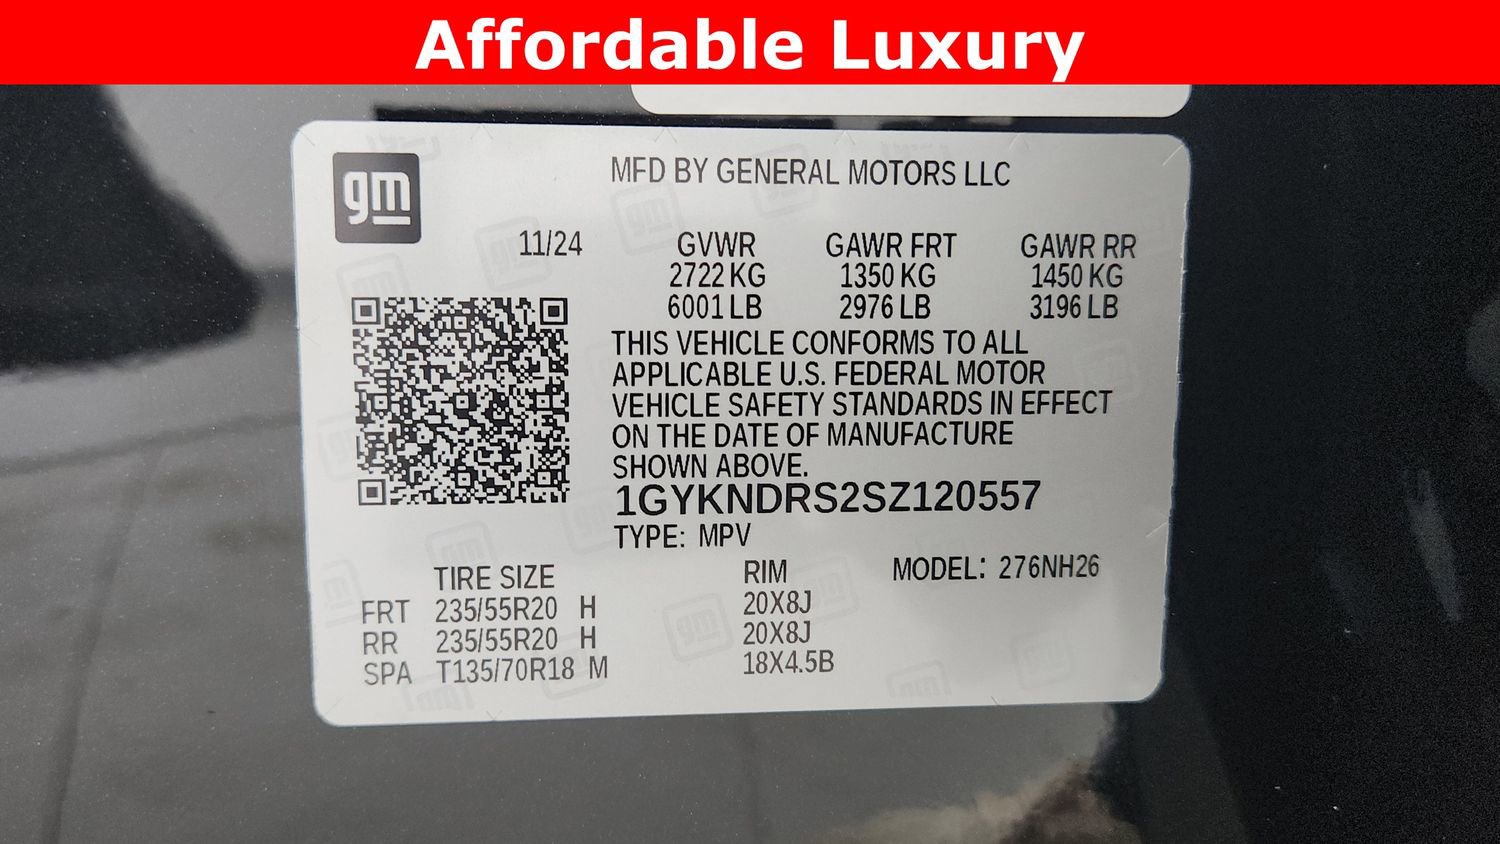 Affordable Luxury
gm
MFD BY GENERAL MOTORS LLC
11/24 GVWR GAWR FRT GAWR RR
2722 KG 1350 KG 1450 KG
6001 LB 2976 LB 3196 LB
THIS VEHICLE CONFORMS TO ALL
APPLICABLE U.S. FEDERAL MOTOR
VEHICLE SAFETY STANDARDS IN EFFECT
ON THE DATE OF MANUFACTURE
SHOWN ABOVE.
1GYKNDRS2SZ120557
TYPE: MPV
TIRE SIZE RIM MODEL: 276NH26
FRT 235/55R20 H 20X8J
RR 235/55R20 H 20X8J
SPA T135/70R18 M 18X4.5B